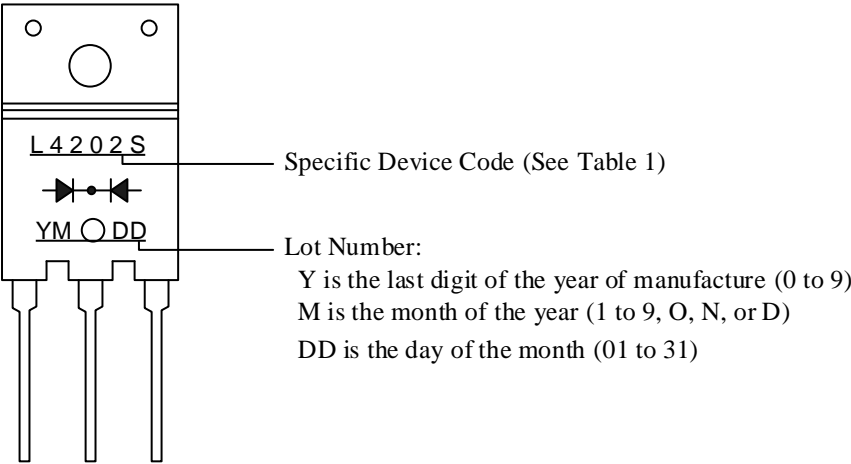 L4202S
Specific Device Code (See Table 1)
YM DD
Lot Number:
Y is the last digit of the year of manufacture (0 to 9)
M is the month of the year (1 to 9, O, N, or D)
DD is the day of the month (01 to 31)